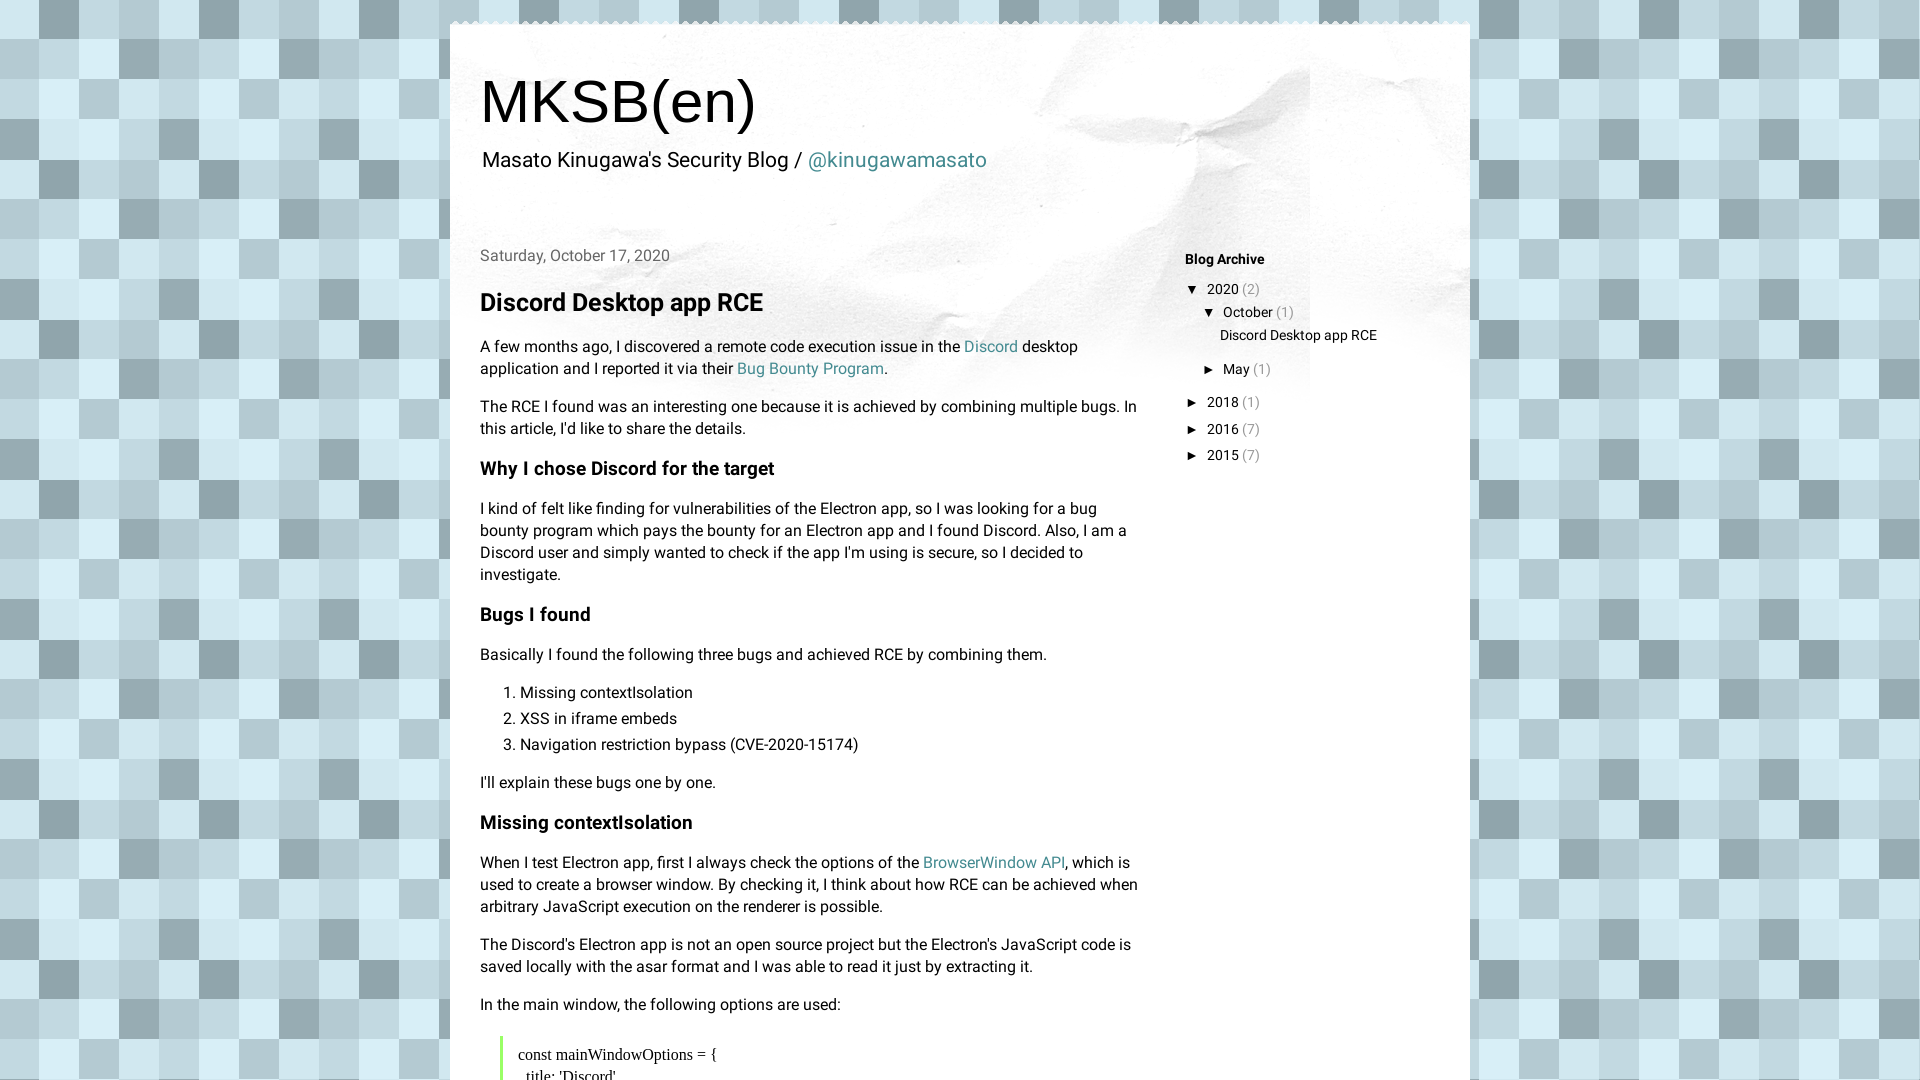 MKSB(en)
Masato Kinugawa's Security Blog / @kinugawamasato
Saturday, October 17, 2020
Discord Desktop app RCE
A few months ago, I discovered a remote code execution issue in the Discord desktop
application and I reported it via their Bug Bounty Program.
The RCE I found was an interesting one because it is achieved by combining multiple bugs. In
this article, I'd like to share the details.
Why I chose Discord for the target
I kind of felt like finding for vulnerabilities of the Electron app, so I was looking for a bug
bounty program which pays the bounty for an Electron app and I found Discord. Also, I am a
Discord user and simply wanted to check if the app I'm using is secure, so I decided to
investigate.
Bugs I found
Basically I found the following three bugs and achieved RCE by combining them.
1. Missing contextIsolation
2. XSS in iframe embeds
3. Navigation restriction bypass (CVE-2020-15174)
I'll explain these bugs one by one.
Missing contextIsolation
When I test Electron app, first I always check the options of the BrowserWindow API, which is
used to create a browser window. By checking it, I think about how RCE can be achieved when
arbitrary JavaScript execution on the renderer is possible.
The Discord's Electron app is not an open source project but the Electron's JavaScript code is
saved locally with the asar format and I was able to read it just by extracting it.
In the main window, the following options are used:
const mainWindowOptions = {
title: 'Discord'
Blog Archive
▼ 2020 (2)
▼ October (1)
Discord Desktop app RCE
► May (1)
► 2018 (1)
► 2016 (7)
► 2015 (7)